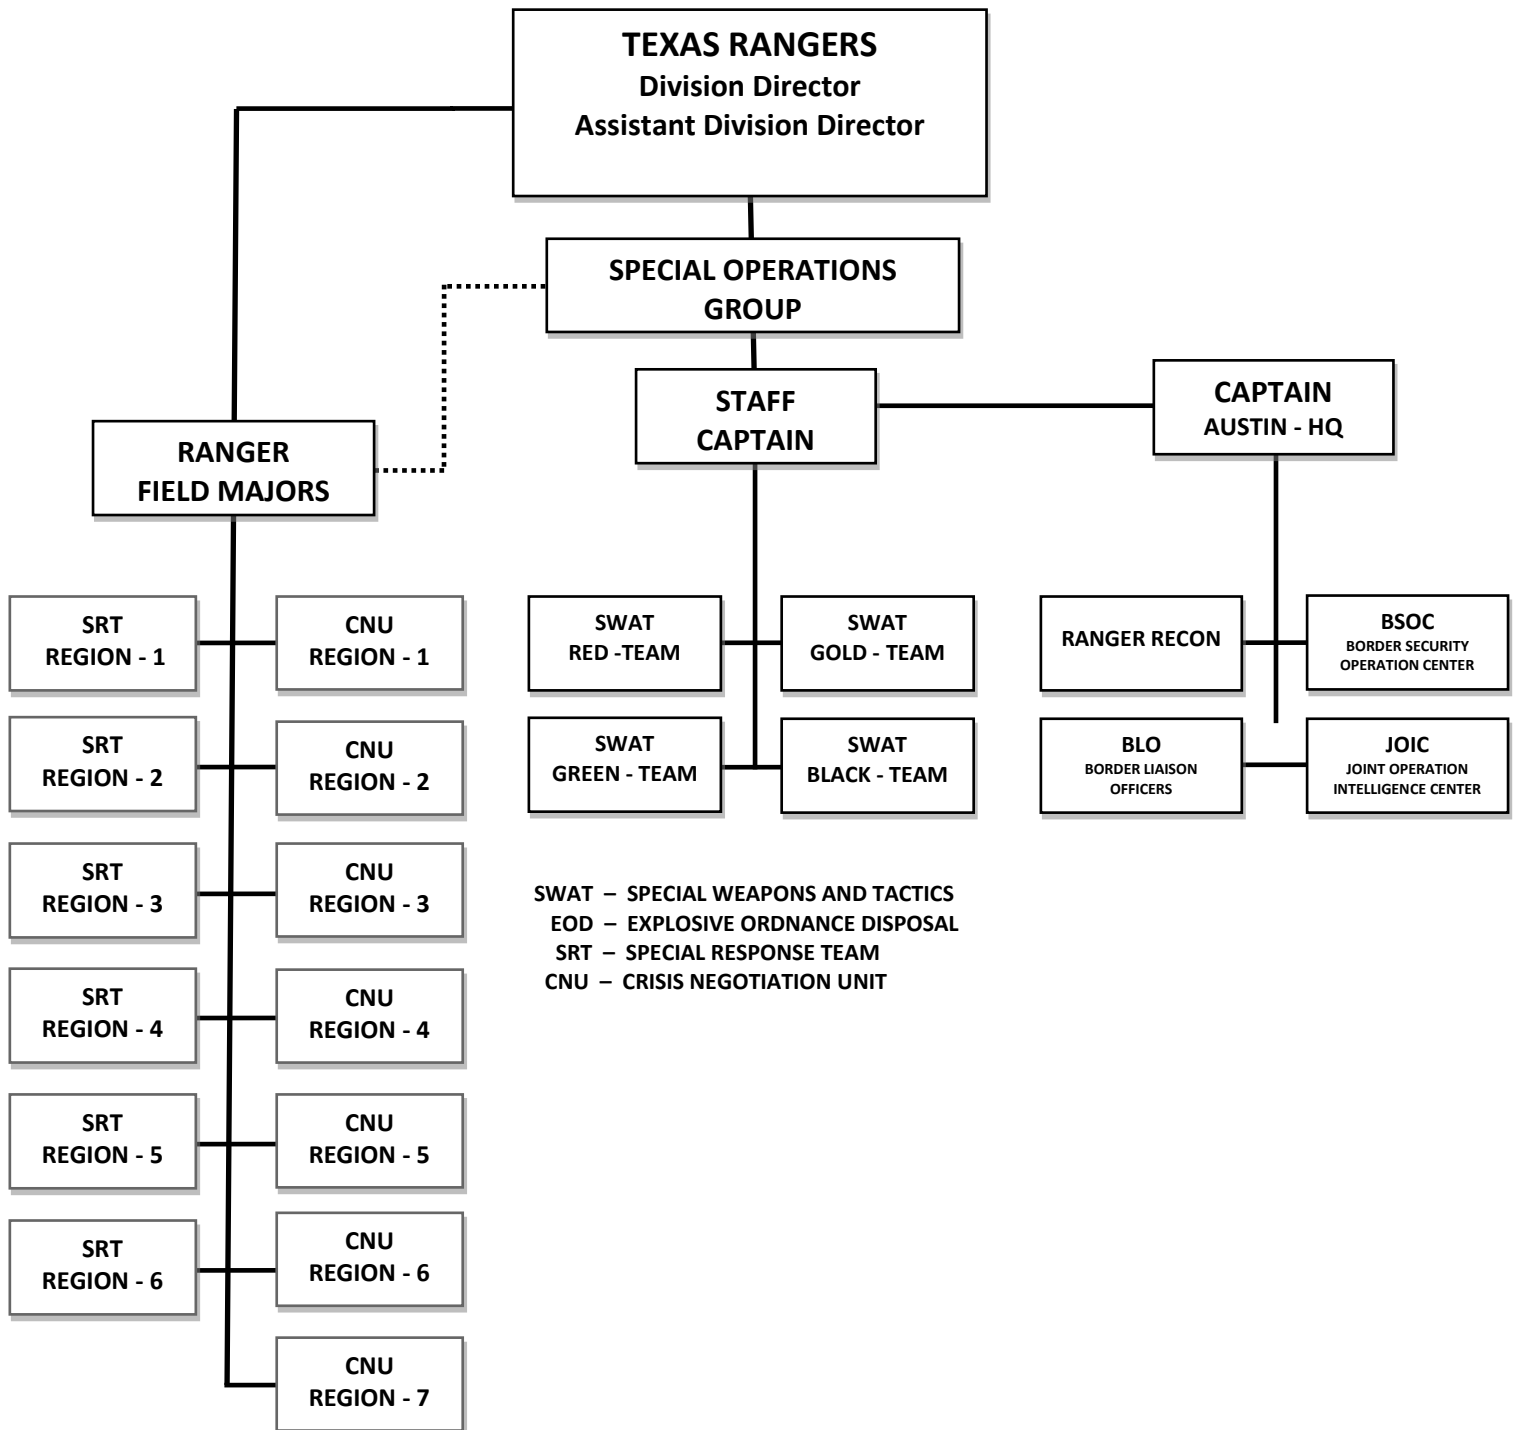 TEXAS RANGERS
Division Director
Assistant Division Director
SPECIAL OPERATIONS
GROUP
STAFF
CAPTAIN
CAPTAIN
AUSTIN - HQ
RANGER
FIELD MAJORS
SRT
REGION - 1
CNU
REGION - 1
SRT
REGION - 2
CNU
REGION - 2
SRT
REGION - 3
CNU
REGION - 3
SRT
REGION - 4
CNU
REGION - 4
SRT
REGION - 5
CNU
REGION - 5
SRT
REGION - 6
CNU
REGION - 6
CNU
REGION - 7
SWAT
RED -TEAM
SWAT
GOLD - TEAM
SWAT
GREEN - TEAM
SWAT
BLACK - TEAM
RANGER RECON
BSOC
BORDER SECURITY
OPERATION CENTER
BLO
BORDER LIAISON
OFFICERS
JOIC
JOINT OPERATION
INTELLIGENCE CENTER
SWAT – SPECIAL WEAPONS AND TACTICS
EOD – EXPLOSIVE ORDNANCE DISPOSAL
SRT – SPECIAL RESPONSE TEAM
CNU – CRISIS NEGOTIATION UNIT